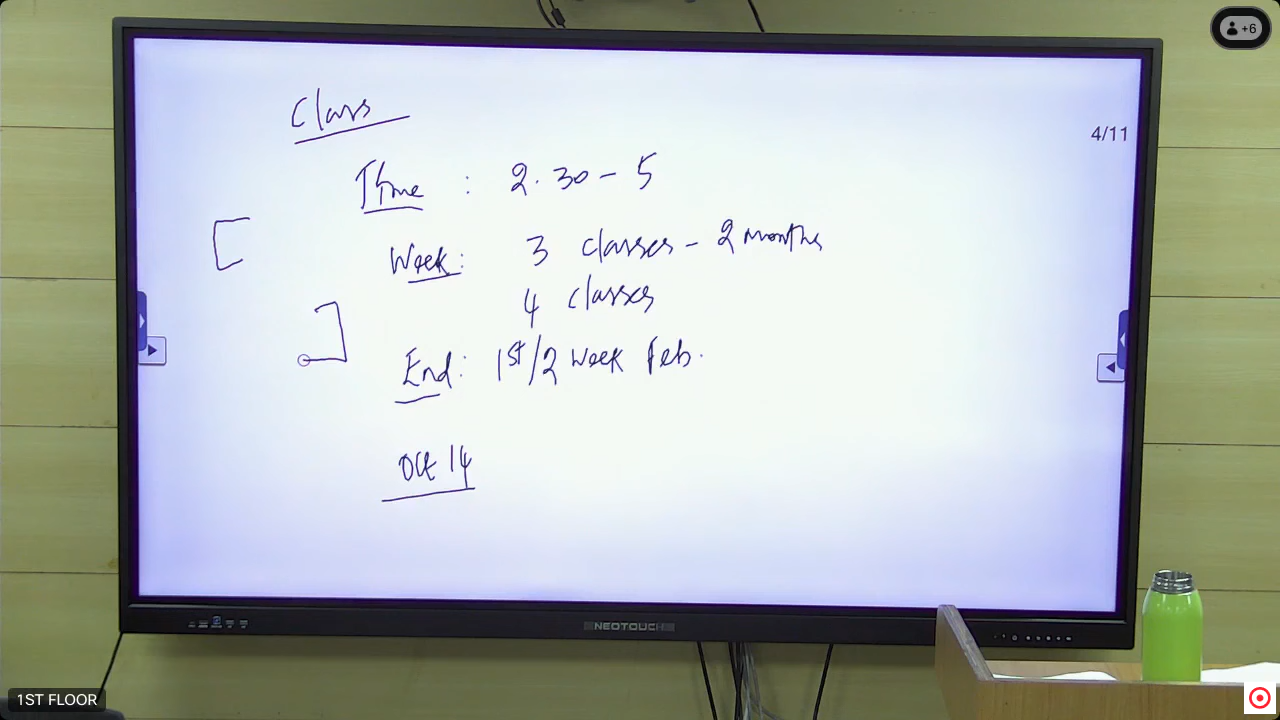 +6
Class
4/11
Time : 2.30 - 5
Week: 3 classes - 2 months
4 classes
End: 1st/2 week Feb.
Oct 14
NEOTOUCH
1ST FLOOR